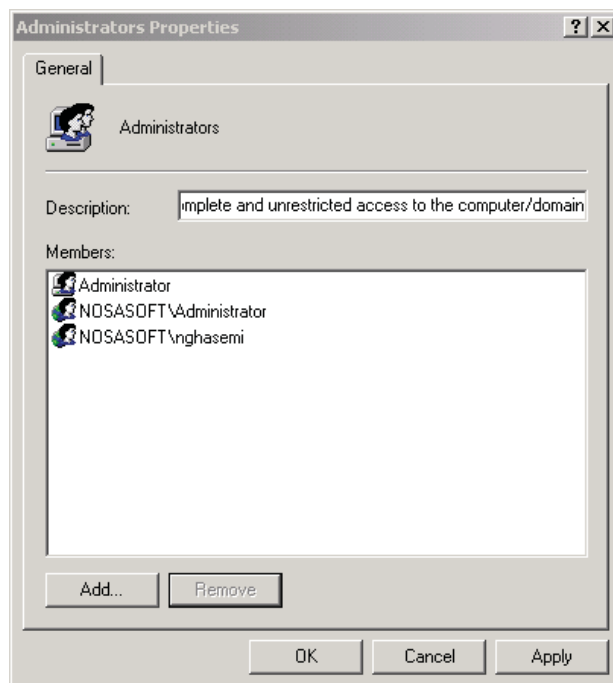 Administrators Properties
General
Administrators
Description: mplete and unrestricted access to the computer/domain
Members:
Administrator
NOSASOFT\Administrator
NOSASOFT\nghasemi
Add... Remove
OK Cancel Apply